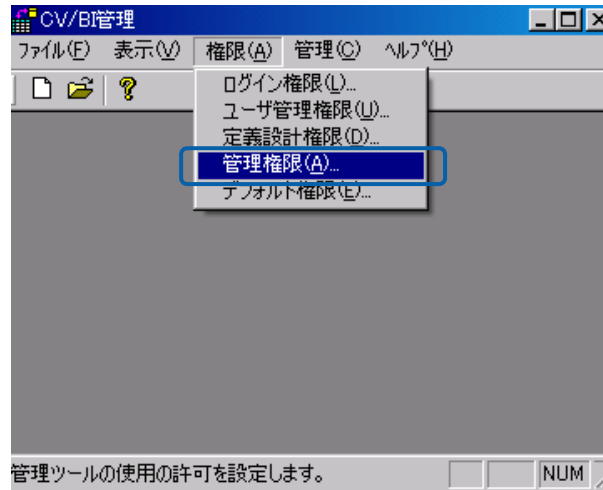 CV/BI管理
ﾌｧｲﾙ(F) 表示(V) 権限(A) 管理(C) ﾍﾙﾌﾟ(H)
ログイン権限(L)...
ユーザ管理権限(U)...
定義設計権限(D)...
管理権限(A)...
デフォルト権限(E)...
管理ツールの使用の許可を設定します。 NUM